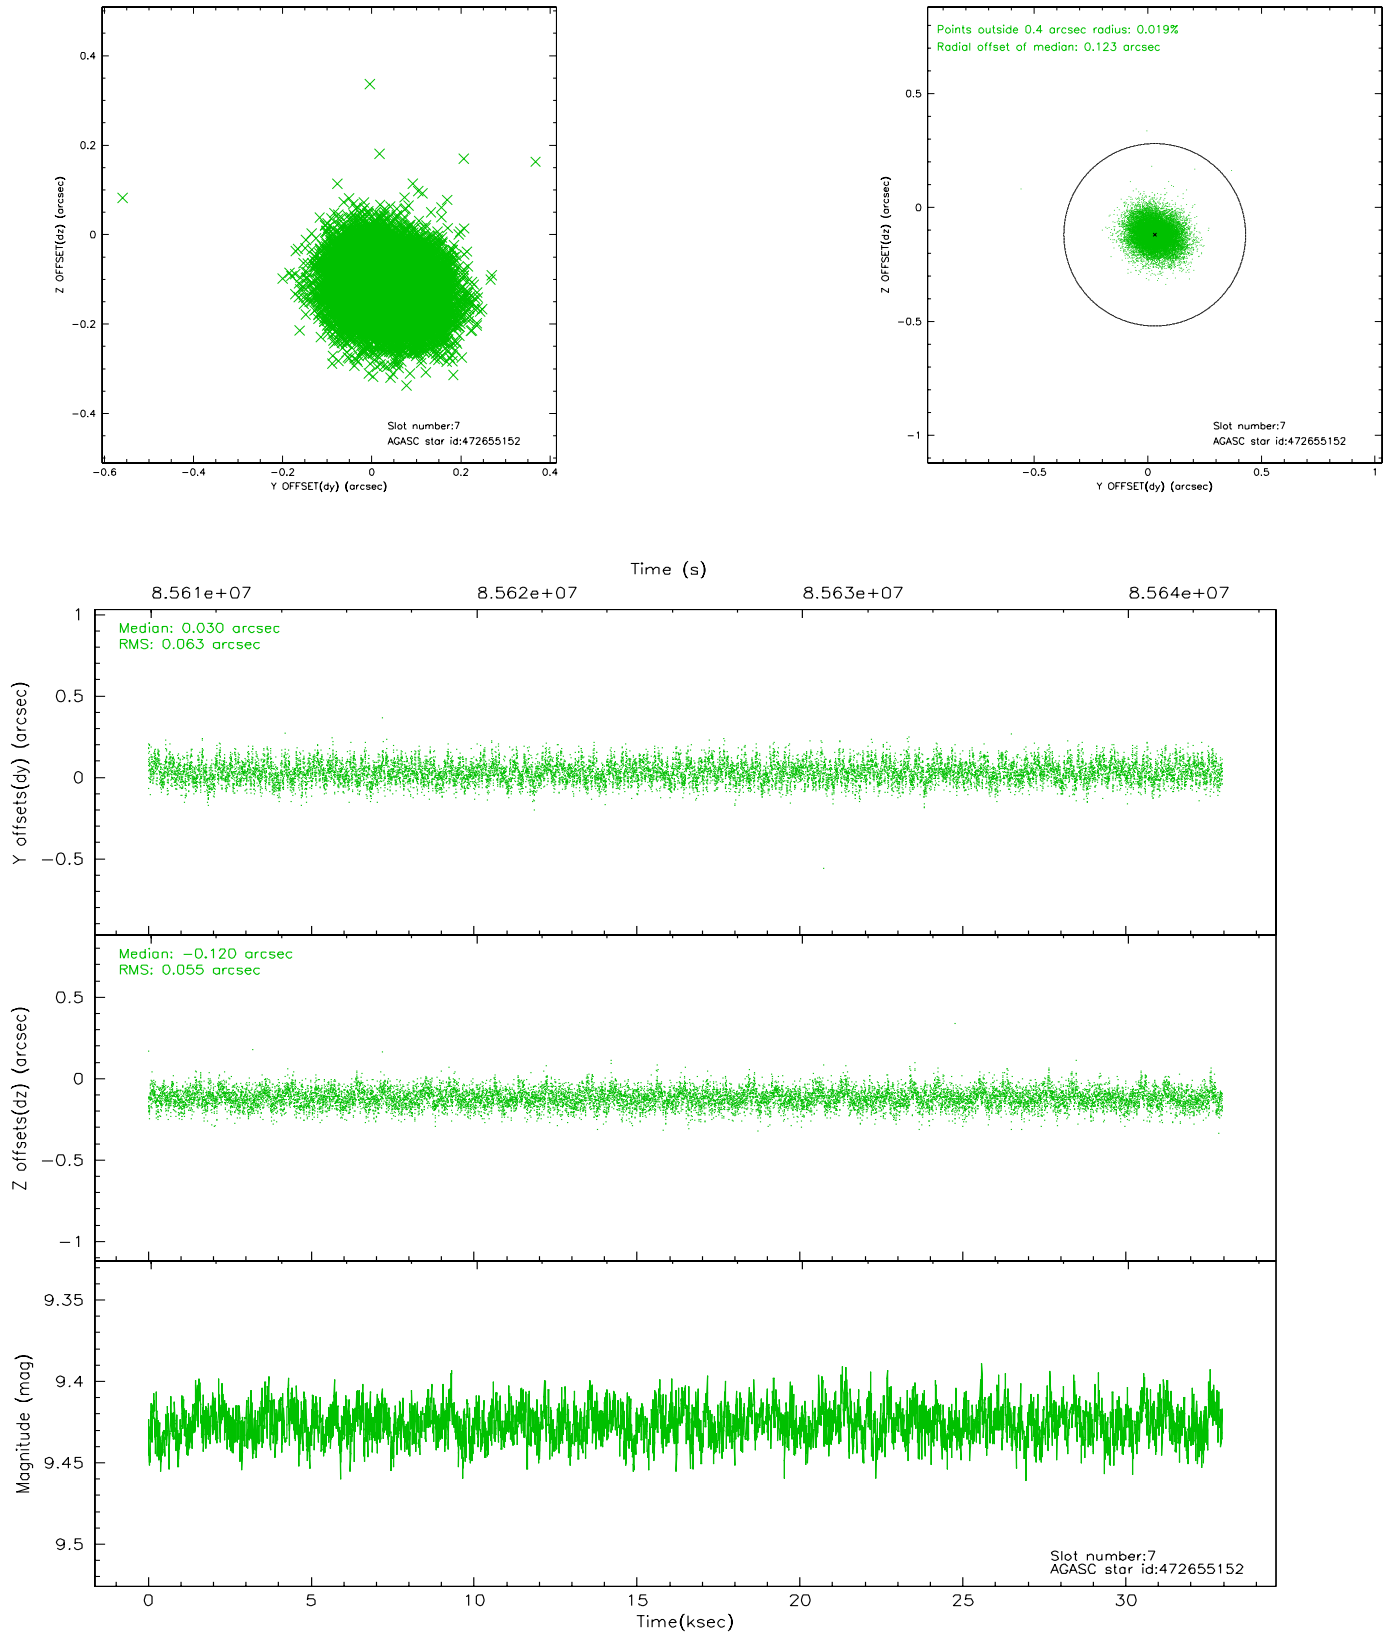 0.4
0.2
0
−0.2
−0.4
Z OFFSET(dz) (arcsec)
Slot number:7
AGASC star id:472655152
−0.6 −0.4 −0.2 0 0.2 0.4
Y OFFSET(dy) (arcsec)
Points outside 0.4 arcsec radius: 0.019%
Radial offset of median: 0.123 arcsec
0.5
0
−0.5
−1
Z OFFSET(dz) (arcsec)
Slot number:7
AGASC star id:472655152
−0.5 0 0.5 1
Y OFFSET(dy) (arcsec)
Time (s)
8.561e+07 8.562e+07 8.563e+07 8.564e+07
Median: 0.030 arcsec
RMS: 0.063 arcsec
1
0.5
0
−0.5
Y offsets(dy) (arcsec)
Median: −0.120 arcsec
RMS: 0.055 arcsec
0.5
0
−0.5
−1
Z offsets(dz) (arcsec)
9.35
9.4
9.45
9.5
Magnitude (mag)
Slot number:7
AGASC star id:472655152
0 5 10 15 20 25 30
Time(ksec)